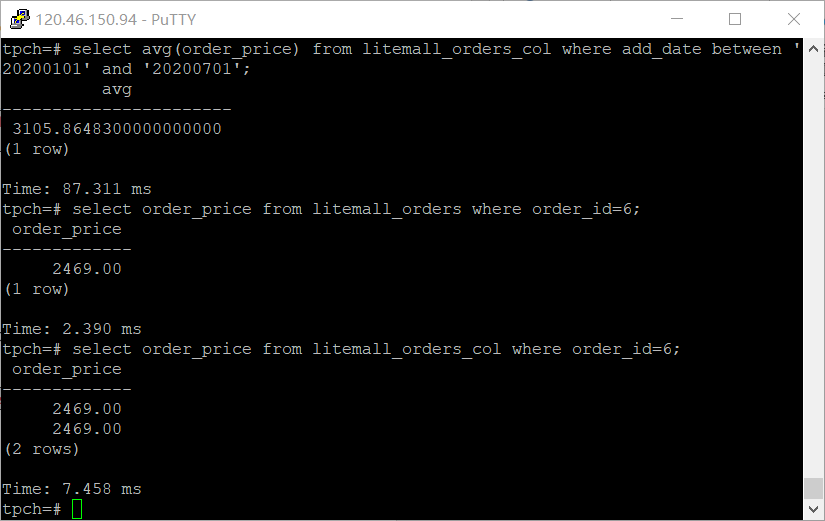 120.46.150.94 - PuTTY
tpch=# select avg(order_price) from litemall_orders_col where add_date between '
20200101' and '20200701';
          avg
-----------------------
 3105.8648300000000000
(1 row)

Time: 87.311 ms
tpch=# select order_price from litemall_orders where order_id=6;
 order_price
-------------
     2469.00
(1 row)

Time: 2.390 ms
tpch=# select order_price from litemall_orders_col where order_id=6;
 order_price
-------------
     2469.00
     2469.00
(2 rows)

Time: 7.458 ms
tpch=#